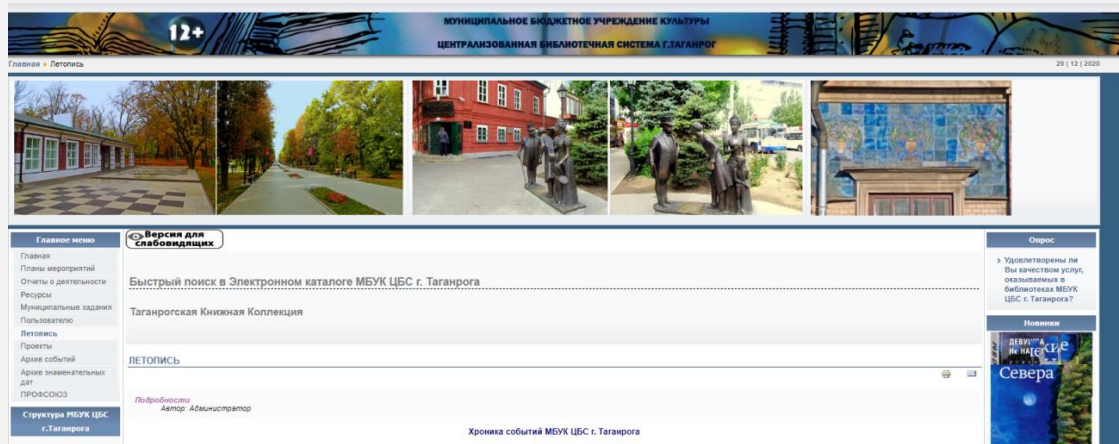 12+
МУНИЦИПАЛЬНОЕ БЮДЖЕТНОЕ УЧРЕЖДЕНИЕ КУЛЬТУРЫ
ЦЕНТРАЛИЗОВАННАЯ БИБЛИОТЕЧНАЯ СИСТЕМА Г.ТАГАНРОГ
Главная Летопись
29 | 12 | 2020
Главное меню
Главная
Планы мероприятий
Отчеты о деятельности
Ресурсы
Муниципальные задания
Пользователю
Летопись
Проекты
Архив событий
Архив знаменательных
дат
ПРОФСОЮЗ
Структура МБУК ЦБС
г.Таганрога
Версия для
слабовидящих
Быстрый поиск в Электронном каталоге МБУК ЦБС г. Таганрога
Таганрогская Книжная Коллекция
ЛЕТОПИСЬ
Подробности
Автор: Администратор
Хроника событий МБУК ЦБС г. Таганрога
Опрос
Удовлетворены ли
Вы качеством услуг,
оказываемых в
библиотеках МБУК
ЦБС г. Таганрога?
Новинки
Севера